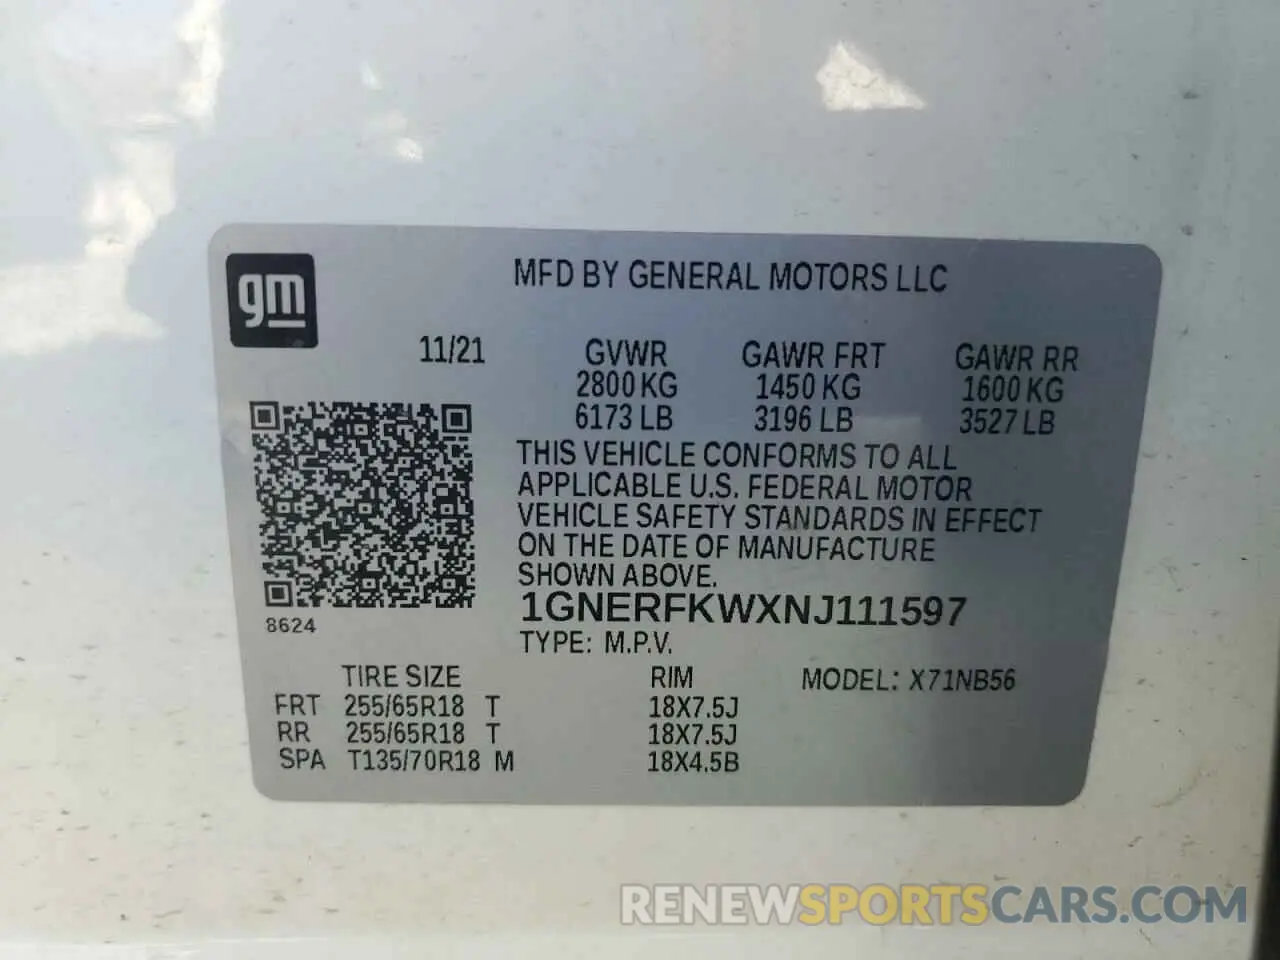 gm
MFD BY GENERAL MOTORS LLC
11/21 GVWR GAWR FRT GAWR RR
2800 KG 1450 KG 1600 KG
6173 LB 3196 LB 3527 LB
THIS VEHICLE CONFORMS TO ALL
APPLICABLE U.S. FEDERAL MOTOR
VEHICLE SAFETY STANDARDS IN EFFECT
ON THE DATE OF MANUFACTURE
SHOWN ABOVE.
1GNERFKWXNJ111597
8624
TYPE: M.P.V.
TIRE SIZE RIM MODEL: X71NB56
FRT 255/65R18 T 18X7.5J
RR 255/65R18 T 18X7.5J
SPA T135/70R18 M 18X4.5B
RENEWSPORTSCARS.COM